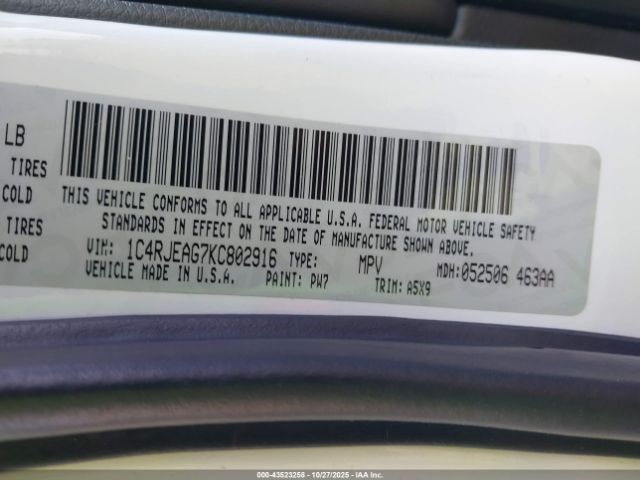 LB
TIRES
COLD
TIRES
COLD
THIS VEHICLE CONFORMS TO ALL APPLICABLE U.S.A. FEDERAL MOTOR VEHICLE SAFETY
STANDARDS IN EFFECT ON THE DATE OF MANUFACTURE SHOWN ABOVE.
VIN: 1C4RJEAG7KC802916 TYPE: MPV MDH:052506 463AA
VEHICLE MADE IN U.S.A. PAINT: PW7 TRIM: A5X9
000-43523258 | 10/27/2025 | IAA Inc.